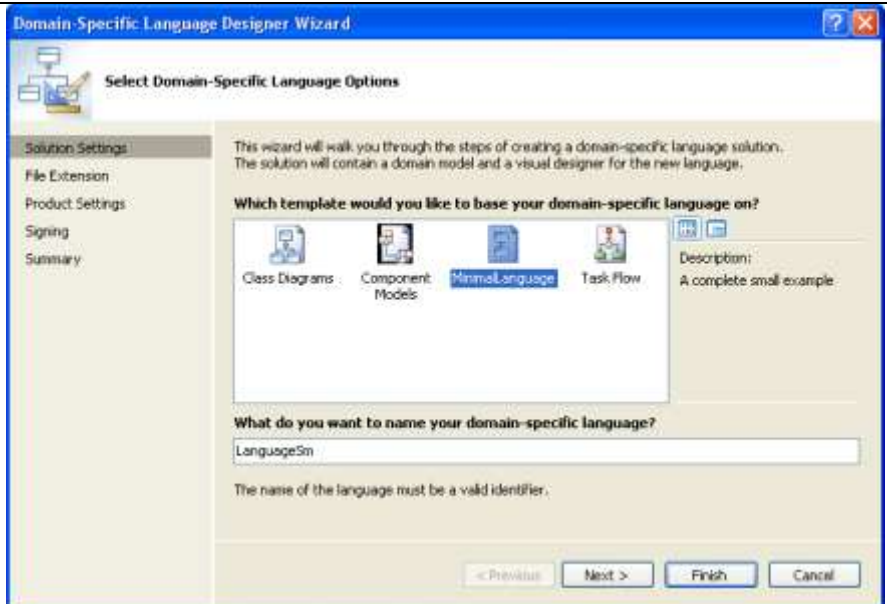 Domain-Specific Language Designer Wizard
Select Domain-Specific Language Options
Solution Settings
File Extension
Product Settings
Signing
Summary
This wizard will walk you through the steps of creating a domain-specific language solution.
The solution will contain a domain model and a visual designer for the new language.
Which template would you like to base your domain-specific language on?
Class Diagrams
Component
Models
MinimalLanguage
Task Flow
Description:
A complete small example
What do you want to name your domain-specific language?
LanguageSm
The name of the language must be a valid identifier.
< Previous
Next >
Finish
Cancel